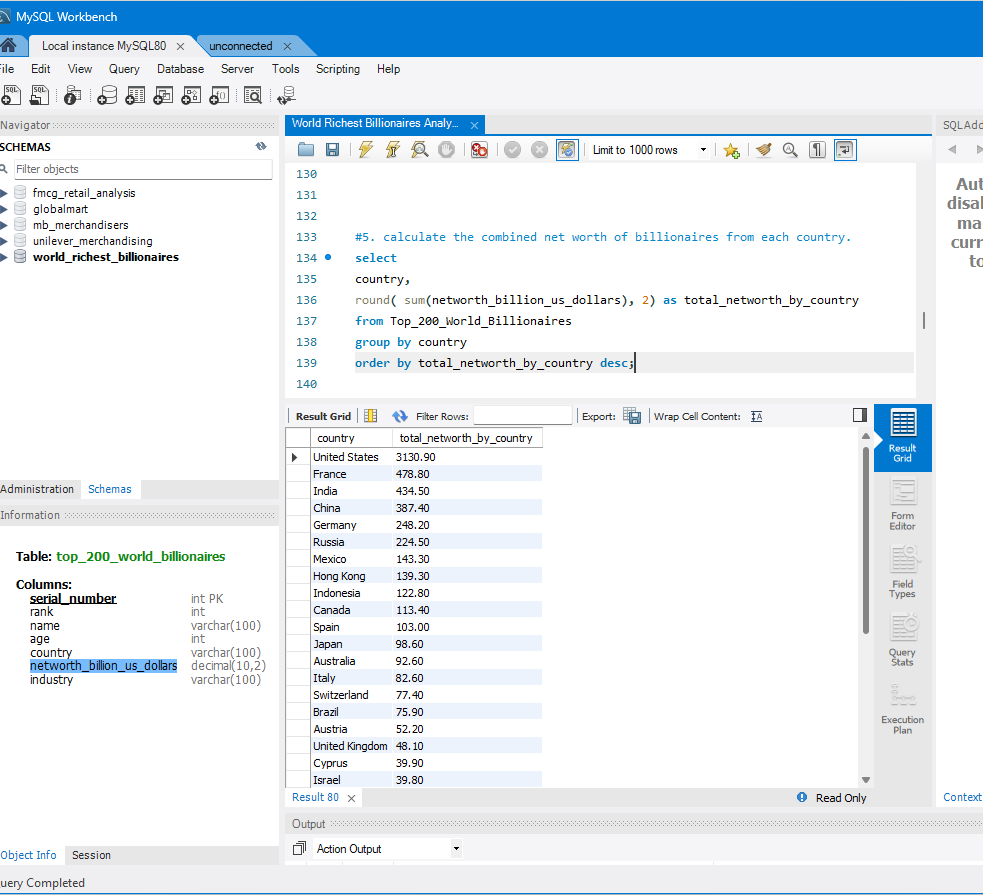 MySQL Workbench
Local instance MySQL80
unconnected
File Edit View Query Database Server Tools Scripting Help
Navigator
SCHEMAS
Filter objects
fmcg_retail_analysis
globalmart
mb_merchandisers
unilever_merchandising
world_richest_billionaires
Administration Schemas
Information
Table: top_200_world_billionaires
Columns:
serial_number int PK
rank int
name varchar(100)
age int
country varchar(100)
networth_billion_us_dollars decimal(10,2)
industry varchar(100)
Object Info Session
World Richest Billionaires Analy...
Limit to 1000 rows
130
131
132
133 #5. calculate the combined net worth of billionaires from each country.
134 select
135 country,
136 round( sum(networth_billion_us_dollars), 2) as total_networth_by_country
137 from Top_200_World_Billionaires
138 group by country
139 order by total_networth_by_country desc;
140
Result Grid Filter Rows: Export: Wrap Cell Content:
country total_networth_by_country
United States 3130.90
France 478.80
India 434.50
China 387.40
Germany 248.20
Russia 224.50
Mexico 143.30
Hong Kong 139.30
Indonesia 122.80
Canada 113.40
Spain 103.00
Japan 98.60
Australia 92.60
Italy 82.60
Switzerland 77.40
Brazil 75.90
Austria 52.20
United Kingdom 48.10
Cyprus 39.90
Israel 39.80
Result
Grid
Form
Editor
Field
Types
Query
Stats
Execution
Plan
Result 80
Read Only
Output
Action Output
SQL Add
Aut
disal
ma
curr
to
Context
uery Completed